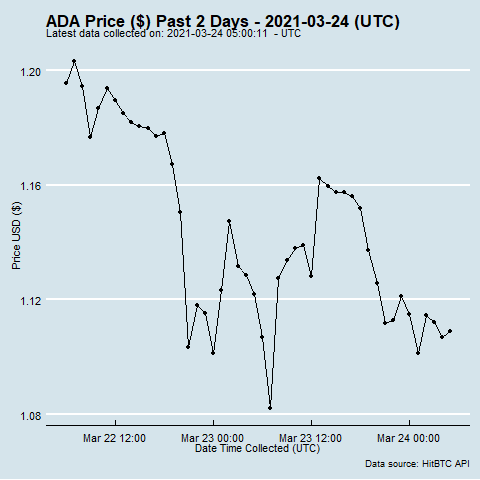 ADA Price ($) Past 2 Days - 2021-03-24 (UTC)
Latest data collected on: 2021-03-24 05:00:11  - UTC
1.20
1.16
Price USD ($)
1.12
1.08
Mar 22 12:00 Mar 23 00:00 Mar 23 12:00 Mar 24 00:00
Date Time Collected (UTC)
Data source: HitBTC API